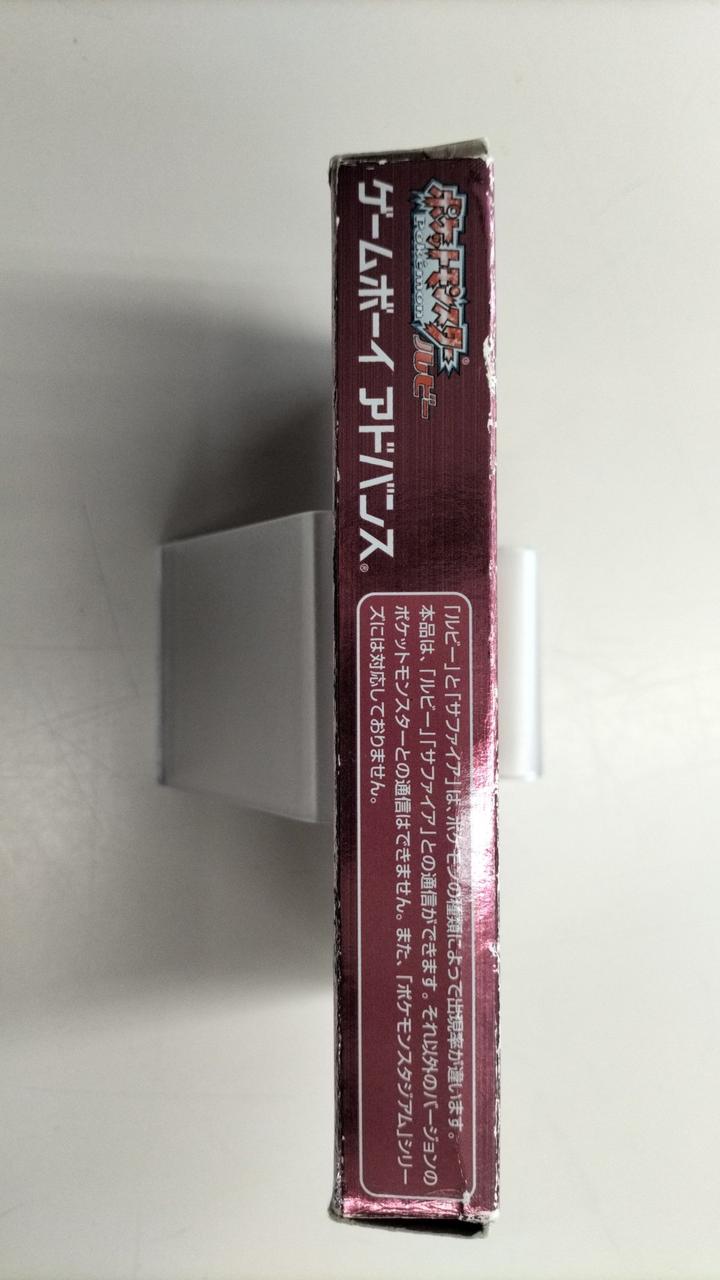 ポケットモンスター®
POKéMON
ルビー
ゲームボーイ アドバンス®
「ルビー」と「サファイア」は、ポケモンの種類によって出現率が違います。
本品は、「ルビー」「サファイア」との通信ができます。それ以外のバージョンの
ポケットモンスターとの通信はできません。また、「ポケモンスタジアム」シリー
ズには対応しておりません。